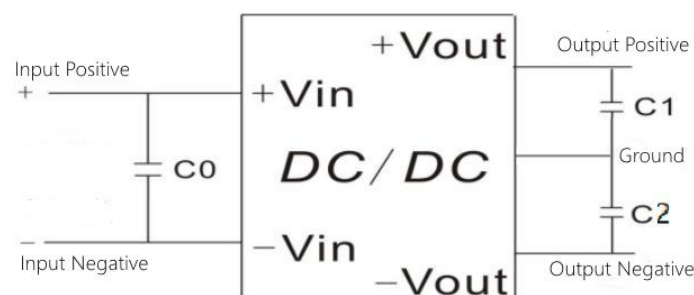 +Vout
Output Positive
Input Positive
+
+Vin
C1
C0
DC/DC
Ground
C2
−
−Vin
Input Negative
−Vout
Output Negative